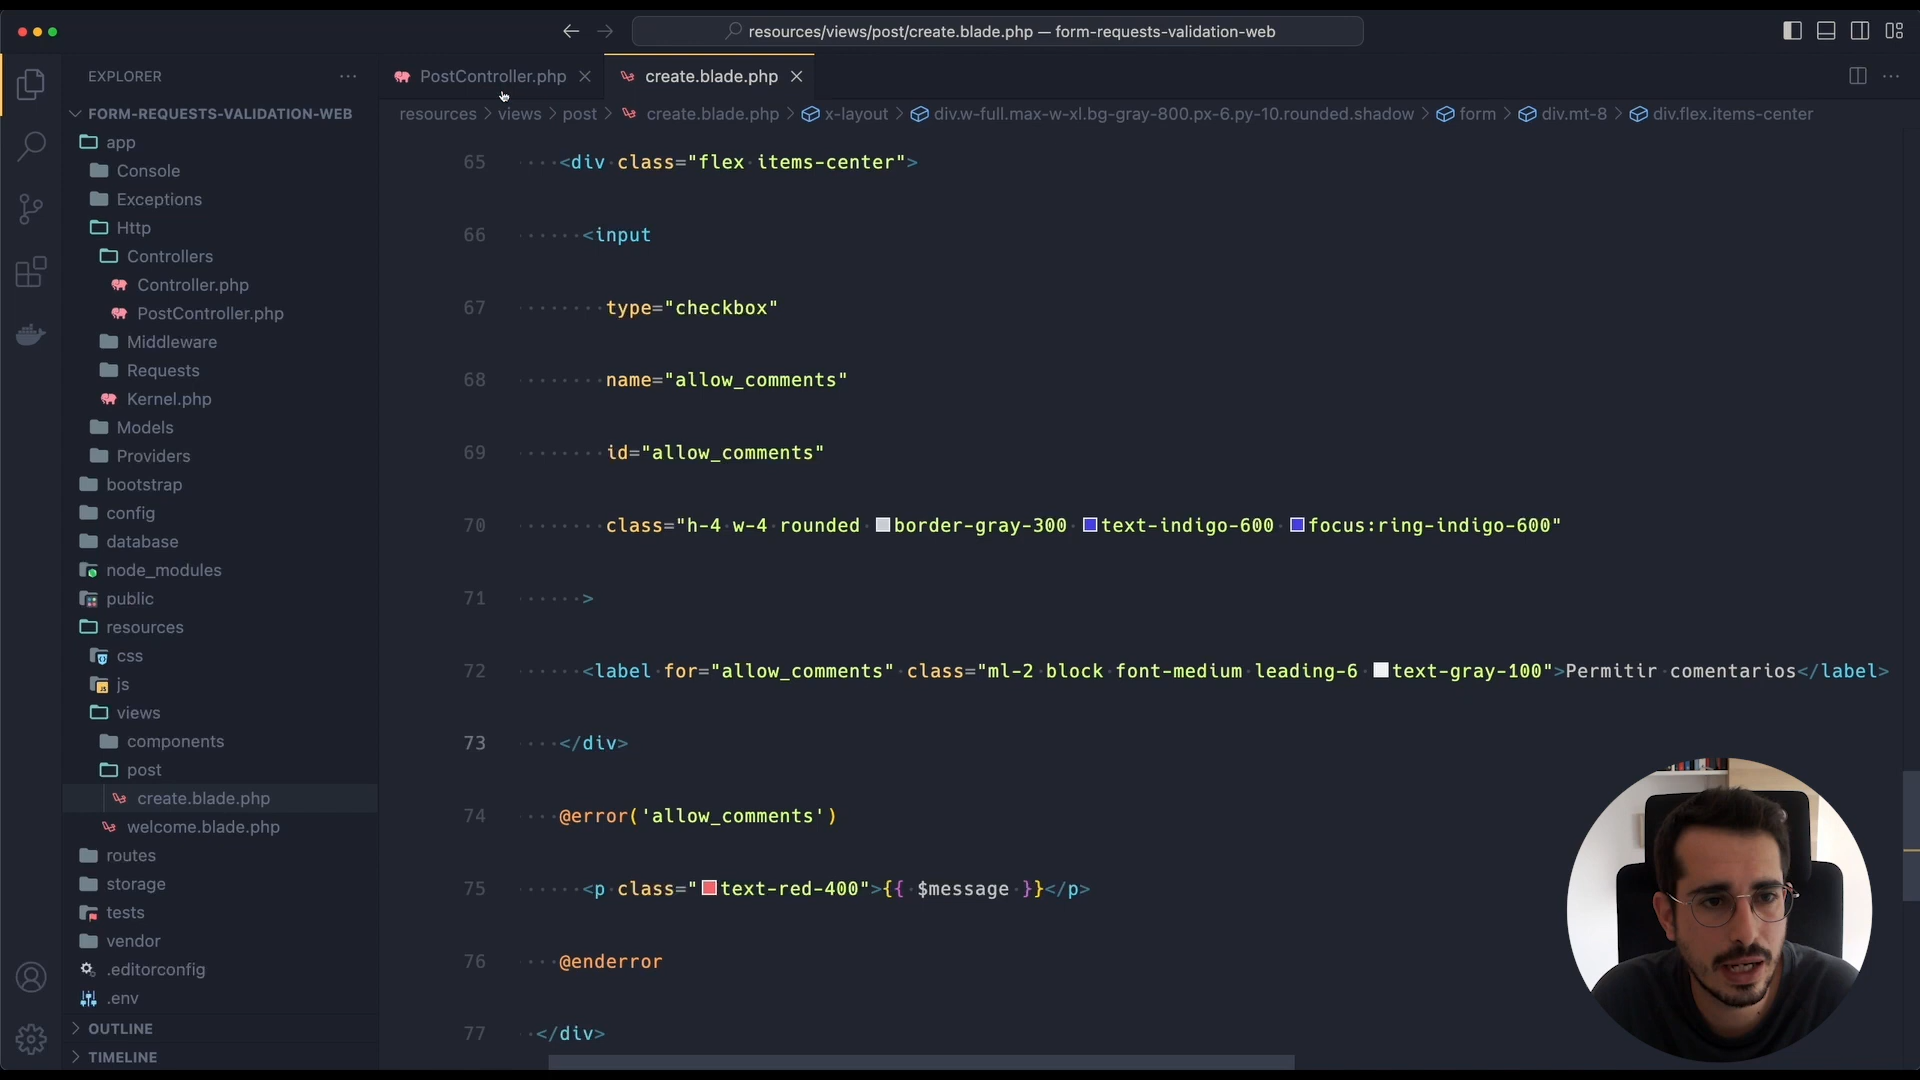 resources/views/post/create.blade.php — form-requests-validation-web
EXPLORER
PostController.php
create.blade.php
FORM-REQUESTS-VALIDATION-WEB
resources > views > post > create.blade.php > x-layout > div.w-full.max-w-xl.bg-gray-800.px-6.py-10.rounded.shadow > form > div.mt-8 > div.flex.items-center
app
Console
Exceptions
Http
Controllers
Controller.php
PostController.php
Middleware
Requests
Kernel.php
Models
Providers
bootstrap
config
database
node_modules
public
resources
css
js
views
components
post
create.blade.php
welcome.blade.php
routes
storage
tests
vendor
.editorconfig
.env
OUTLINE
TIMELINE
65 <div class="flex items-center">
66 <input
67 type="checkbox"
68 name="allow_comments"
69 id="allow_comments"
70 class="h-4 w-4 rounded border-gray-300 text-indigo-600 focus:ring-indigo-600"
71 >
72 <label for="allow_comments" class="ml-2 block font-medium leading-6 text-gray-100">Permitir comentarios</label>
73 </div>
74 @error('allow_comments')
75 <p class="text-red-400">{{ $message }}</p>
76 @enderror
77 </div>